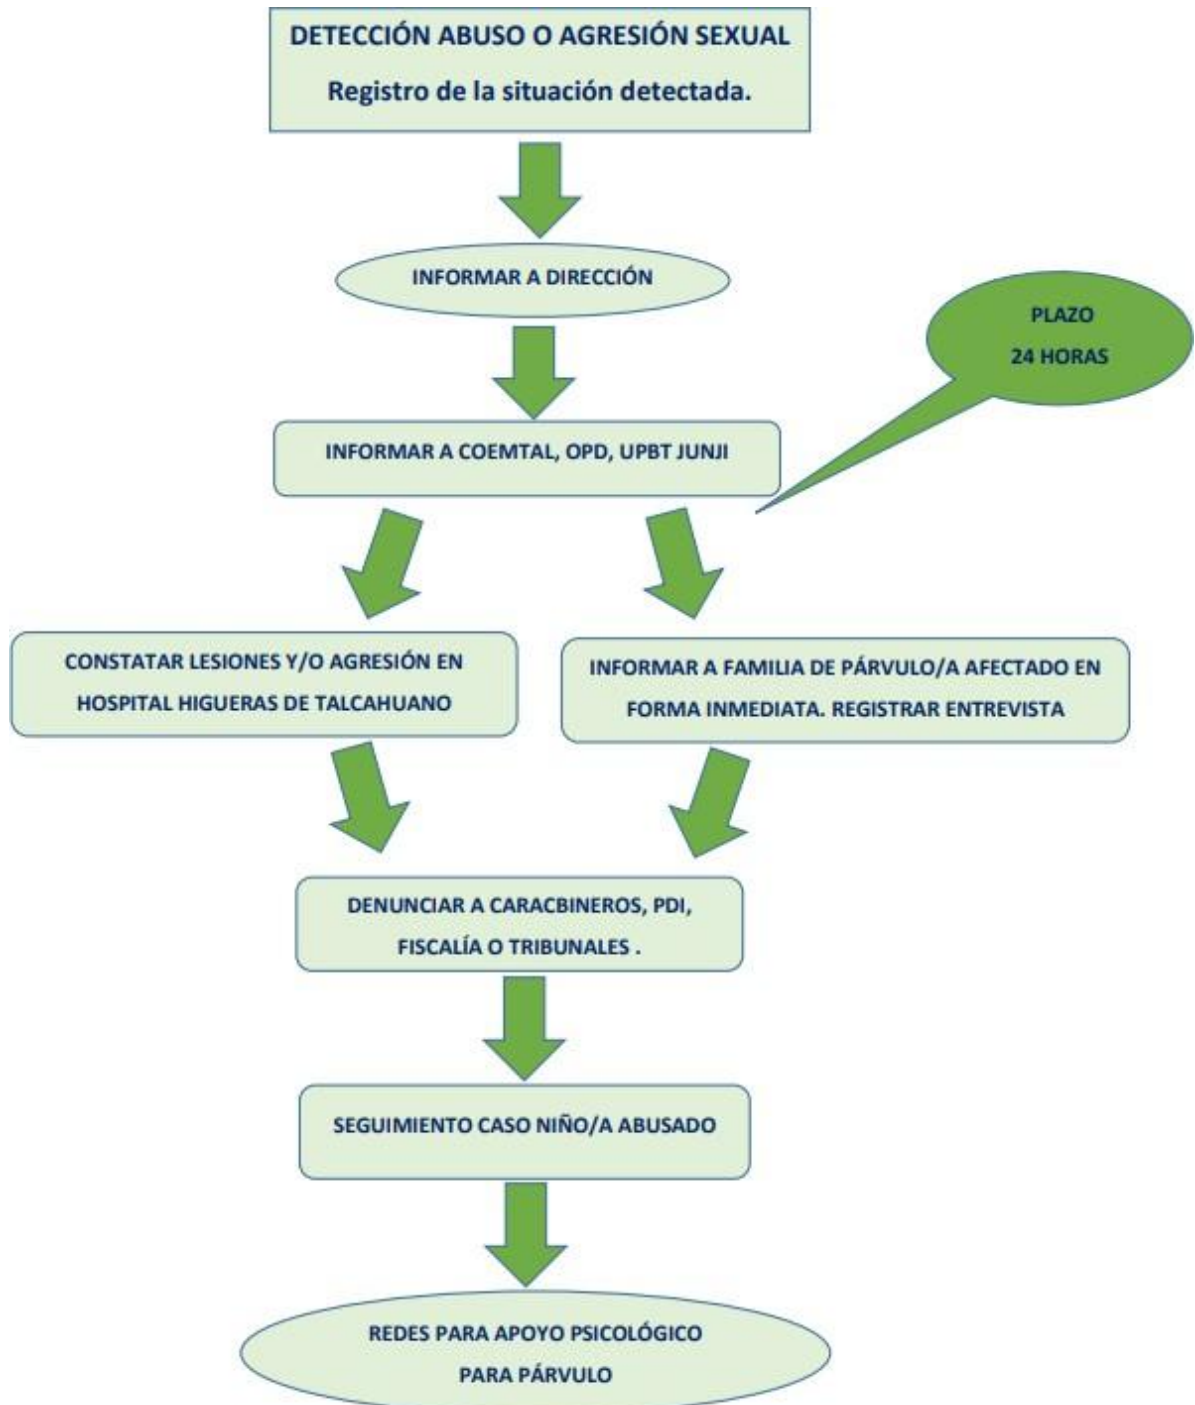 DETECCIÓN ABUSO O AGRESIÓN SEXUAL
Registro de la situación detectada.
INFORMAR A DIRECCIÓN
PLAZO
24 HORAS
INFORMAR A COEMTAL, OPD, UPBT JUNJI
CONSTATAR LESIONES Y/O AGRESIÓN EN
HOSPITAL HIGUERAS DE TALCAHUANO
INFORMAR A FAMILIA DE PÁRVULO/A AFECTADO EN
FORMA INMEDIATA. REGISTRAR ENTREVISTA
DENUNCIAR A CARACBINEROS, PDI,
FISCALÍA O TRIBUNALES .
SEGUIMIENTO CASO NIÑO/A ABUSADO
REDES PARA APOYO PSICOLÓGICO
PARA PÁRVULO